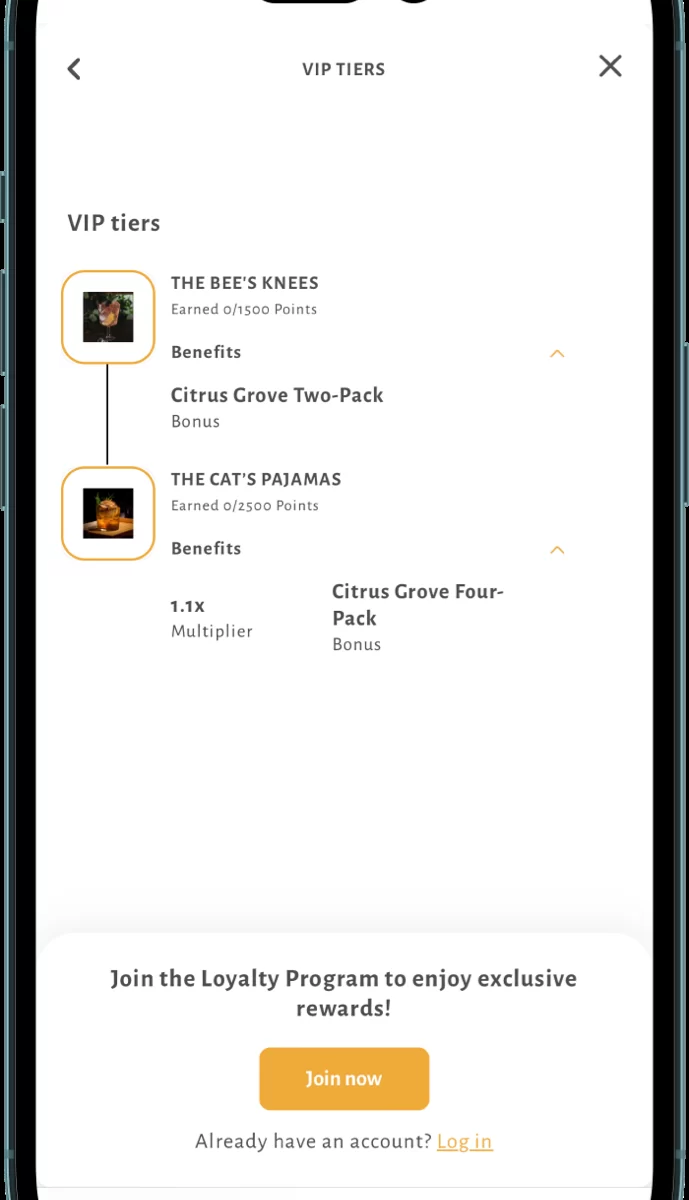 VIP TIERS
VIP tiers
THE BEE'S KNEES
Earned 0/1500 Points
Benefits
Citrus Grove Two-Pack
Bonus
THE CAT’S PAJAMAS
Earned 0/2500 Points
Benefits
1.1x
Multiplier
Citrus Grove Four-
Pack
Bonus
Join the Loyalty Program to enjoy exclusive
rewards!
Join now
Already have an account? Log in